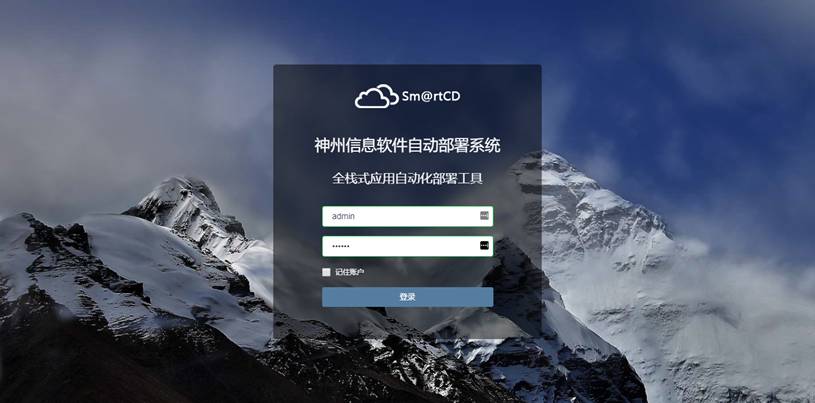 Sm@rtCD
神州信息软件自动部署系统
全栈式应用自动化部署工具
admin
••••••
记住账户
登录